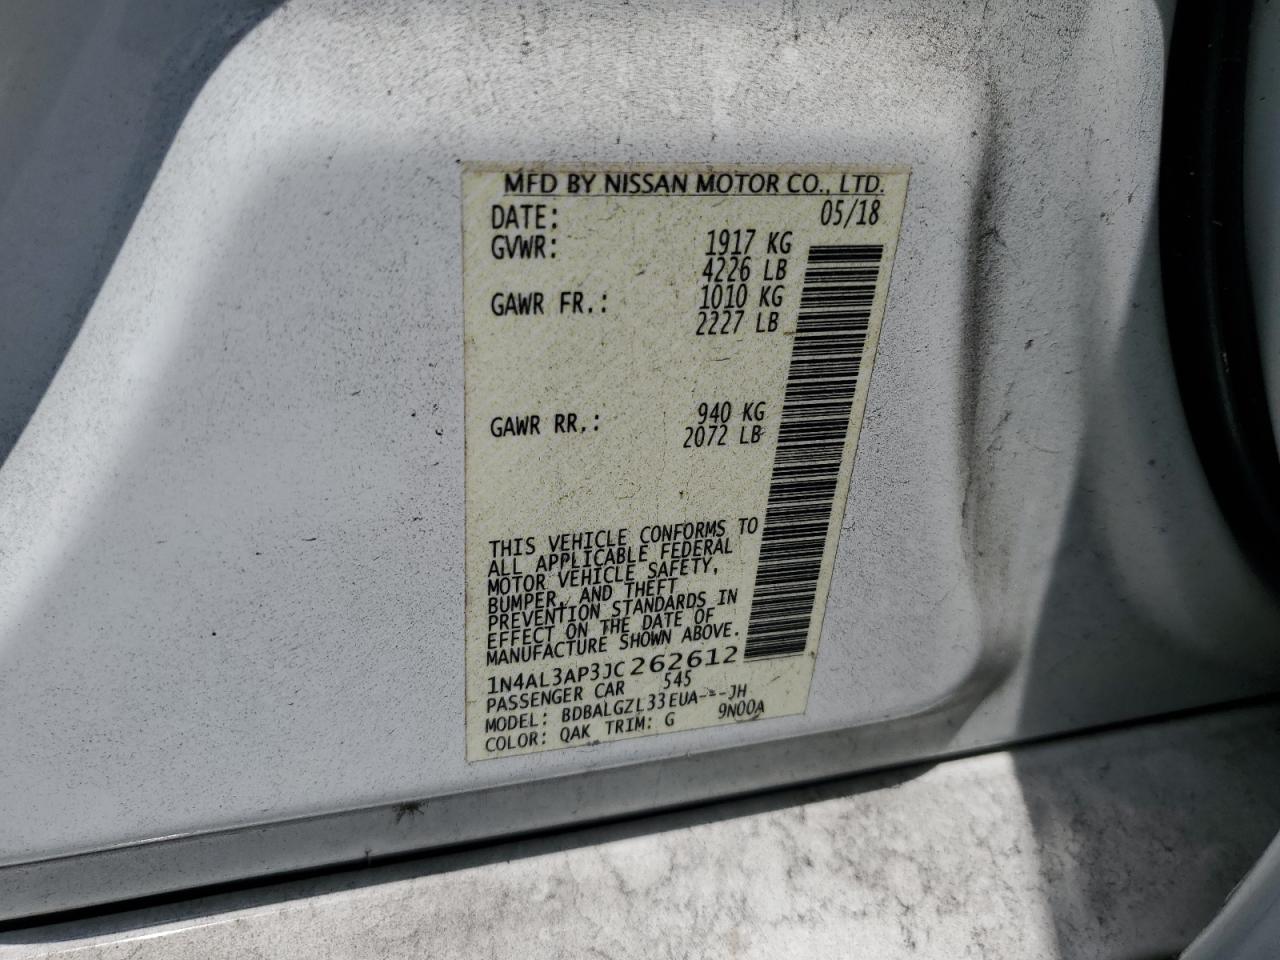 MFD BY NISSAN MOTOR CO., LTD.
DATE: 05/18
GVWR: 1917 KG
4226 LB
GAWR FR.: 1010 KG
2227 LB
GAWR RR.: 940 KG
2072 LB
THIS VEHICLE CONFORMS TO
ALL APPLICABLE FEDERAL
MOTOR VEHICLE SAFETY,
BUMPER, AND THEFT
PREVENTION STANDARDS IN
EFFECT ON THE DATE OF
MANUFACTURE SHOWN ABOVE.
1N4AL3AP3JC262612
PASSENGER CAR 545
MODEL: BDBALGZL33EUA---JH
COLOR: QAK TRIM: G 9N00A